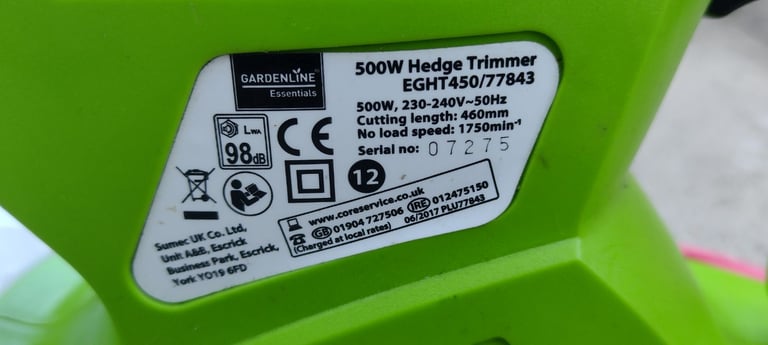 GARDENLINE
Essentials
500W Hedge Trimmer
EGHT450/77843
500W, 230-240V~50Hz
Cutting length: 460mm
No load speed: 1750min⁻¹
Serial no: 07275
LWA
98dB
CE
12
www.coreservice.co.uk
GB 01904 727506 IRE 012475150
(Charged at local rates) 06/2017 PLU77843
Sumec UK Co. Ltd,
Unit A&B, Escrick
Business Park, Escrick,
York YO19 6FD